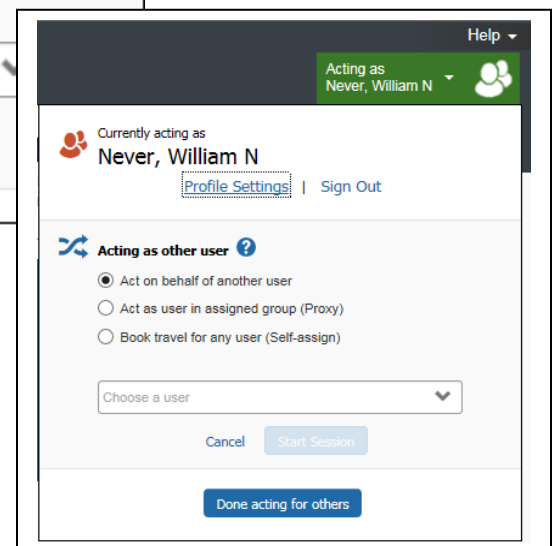 Help
Acting as
Never, William N
Currently acting as
Never, William N
Profile Settings | Sign Out
Acting as other user ?
Act on behalf of another user
Act as user in assigned group (Proxy)
Book travel for any user (Self-assign)
Choose a user
Cancel Start Session
Done acting for others